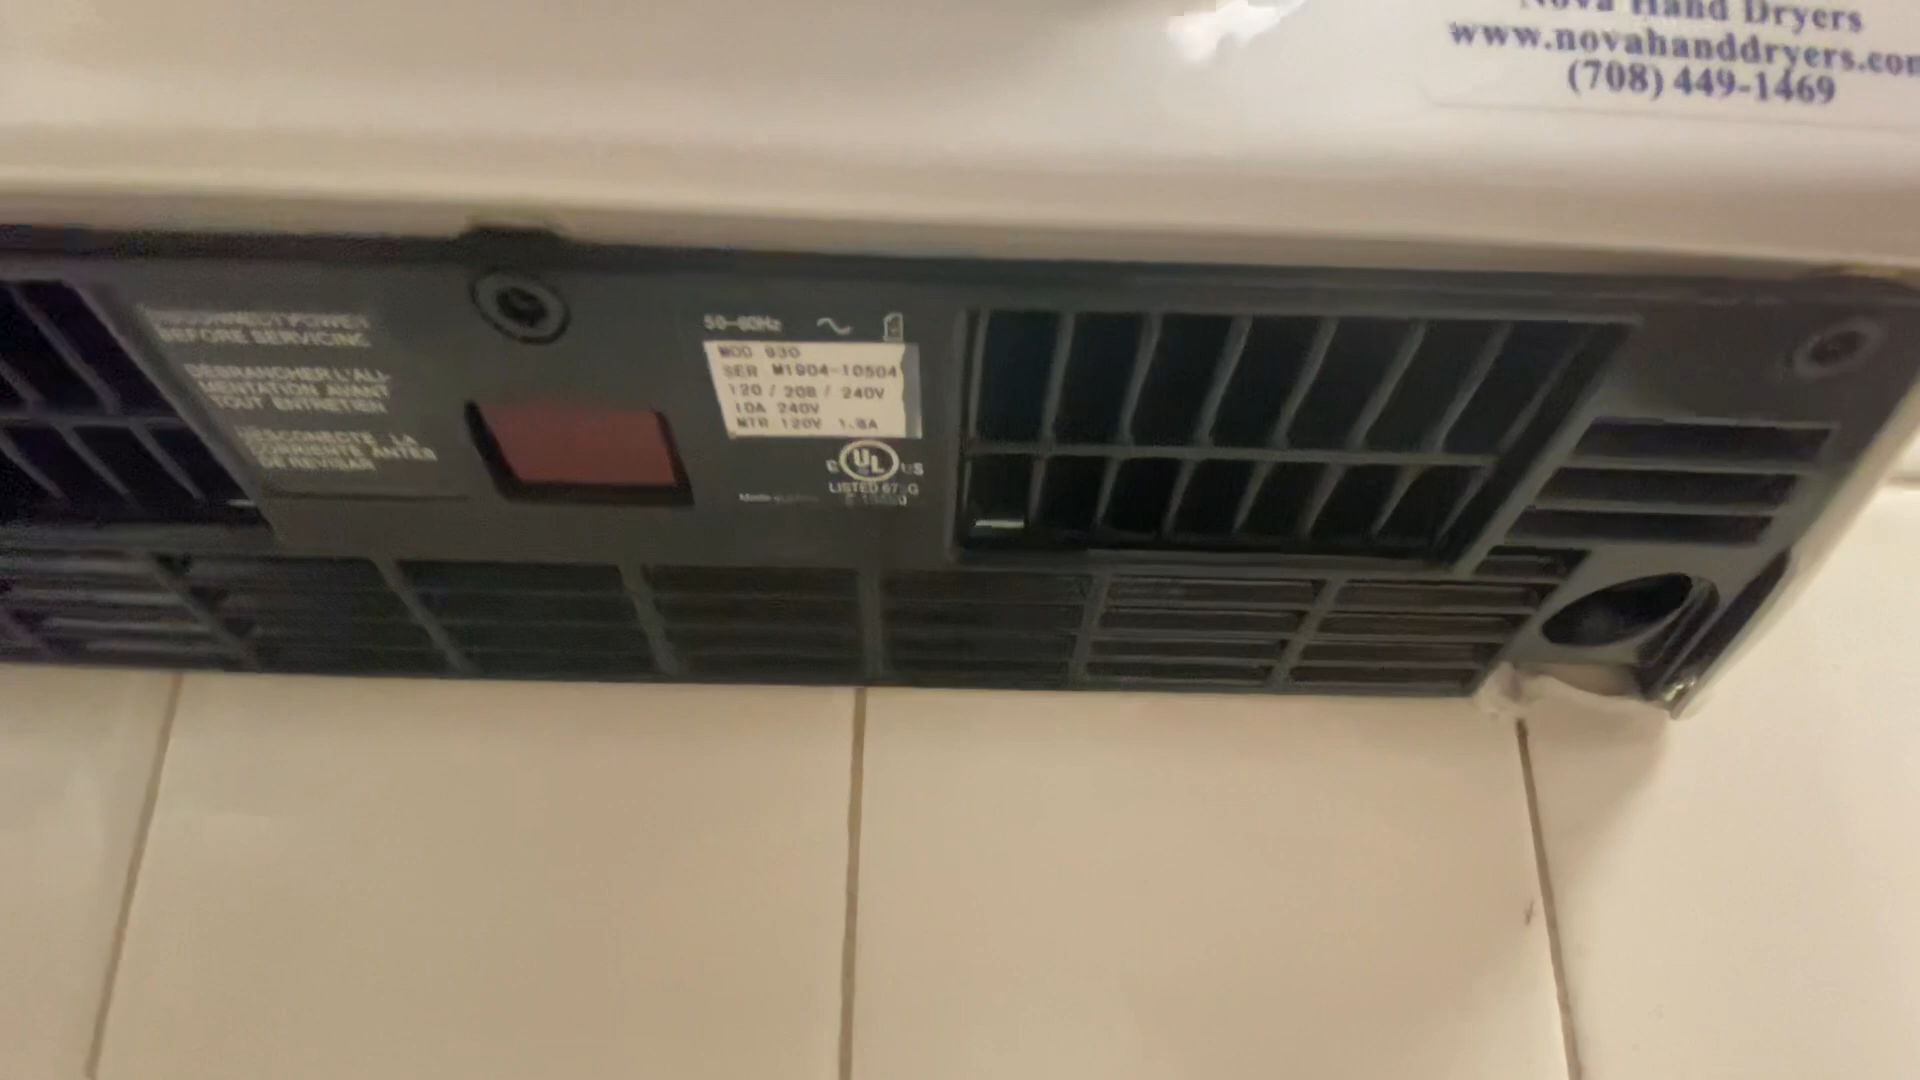 Nova Hand Dryers
www.novahanddryers.com
(708) 449-1469
DISCONNECT POWER
BEFORE SERVICING
DEBRANCHER L'ALI-
MENTATION AVANT
TOUT ENTRETIEN
DESCONECTE LA
CORRIENTE ANTES
DE REVISAR
50-60Hz
MOD 930
SER M1904-10504
120 / 208 / 240V
10A 240V
MTR 120V 1.8A
C UL US
LISTED
Made